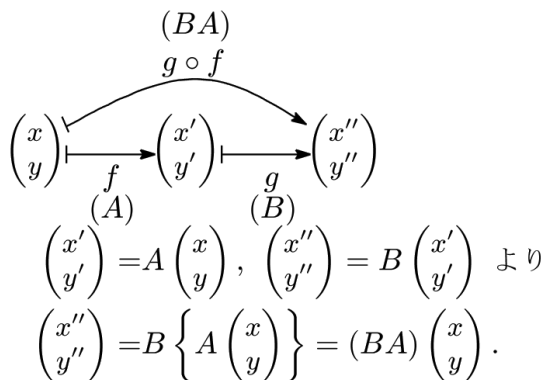 (BA)
g ∘ f
(x y) (x′ y′) (x″ y″)
f g
(A) (B)
(x′ y′) =A (x y) , (x″ y″) = B (x′ y′) より
(x″ y″) =B {A (x y)} = (BA) (x y) .